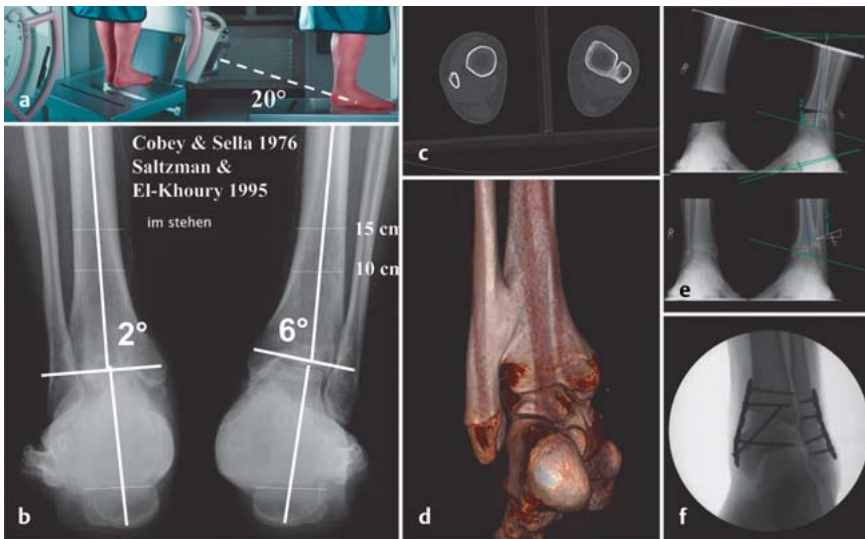 a
20°
Cobey & Sella 1976
Saltzman &
El-Khoury 1995
im stehen
15 cm
10 cm
2°
6°
b
c
d
R
R
e
f